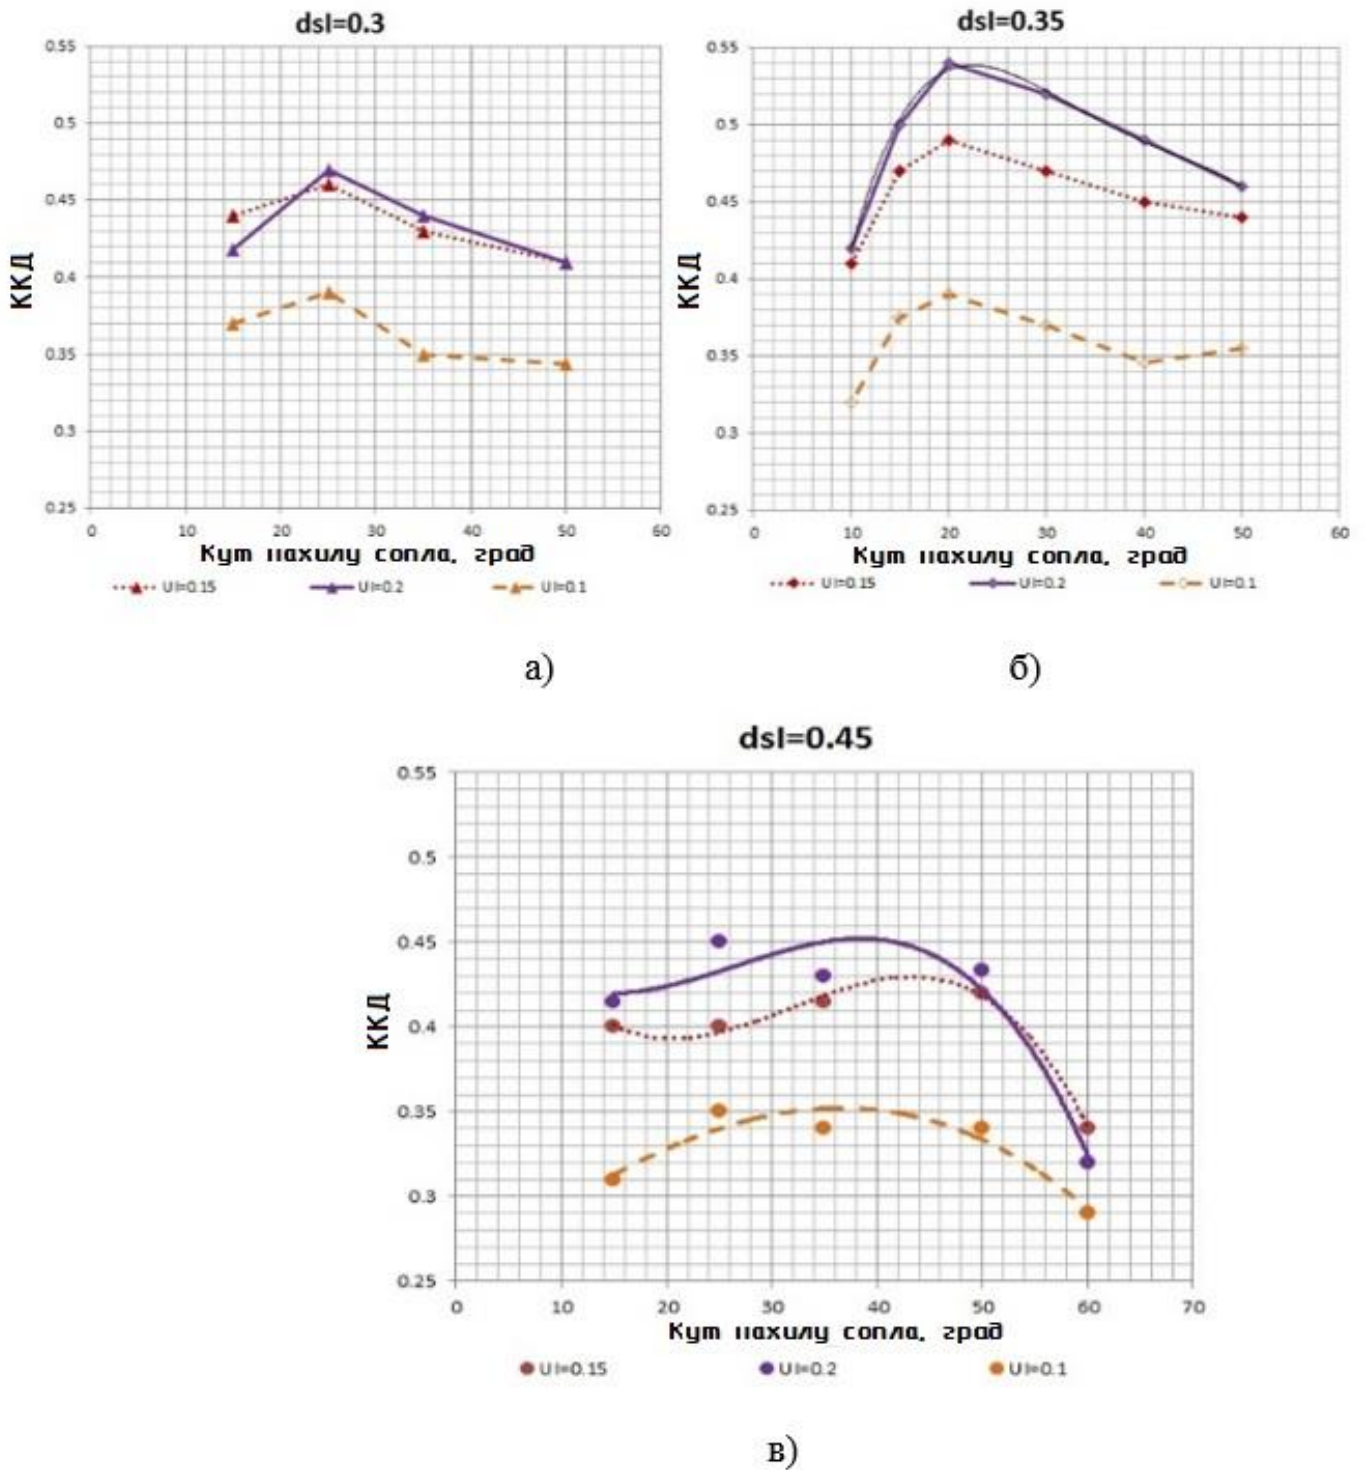 dsl=0.3
0.55
0.5
0.45
0.4
0.35
0.3
0.25
ККД
0 10 20 30 40 50 60
Кут нахилу сопла, град
Ul=0.15 Ul=0.2 Ul=0.1
а)
dsl=0.35
0.55
0.5
0.45
0.4
0.35
0.3
0.25
ККД
0 10 20 30 40 50 60
Кут нахилу сопла, град
Ul=0.15 Ul=0.2 Ul=0.1
б)
dsl=0.45
0.55
0.5
0.45
0.4
0.35
0.3
0.25
ККД
0 10 20 30 40 50 60 70
Кут нахилу сопла, град
Ul=0.15 Ul=0.2 Ul=0.1
в)